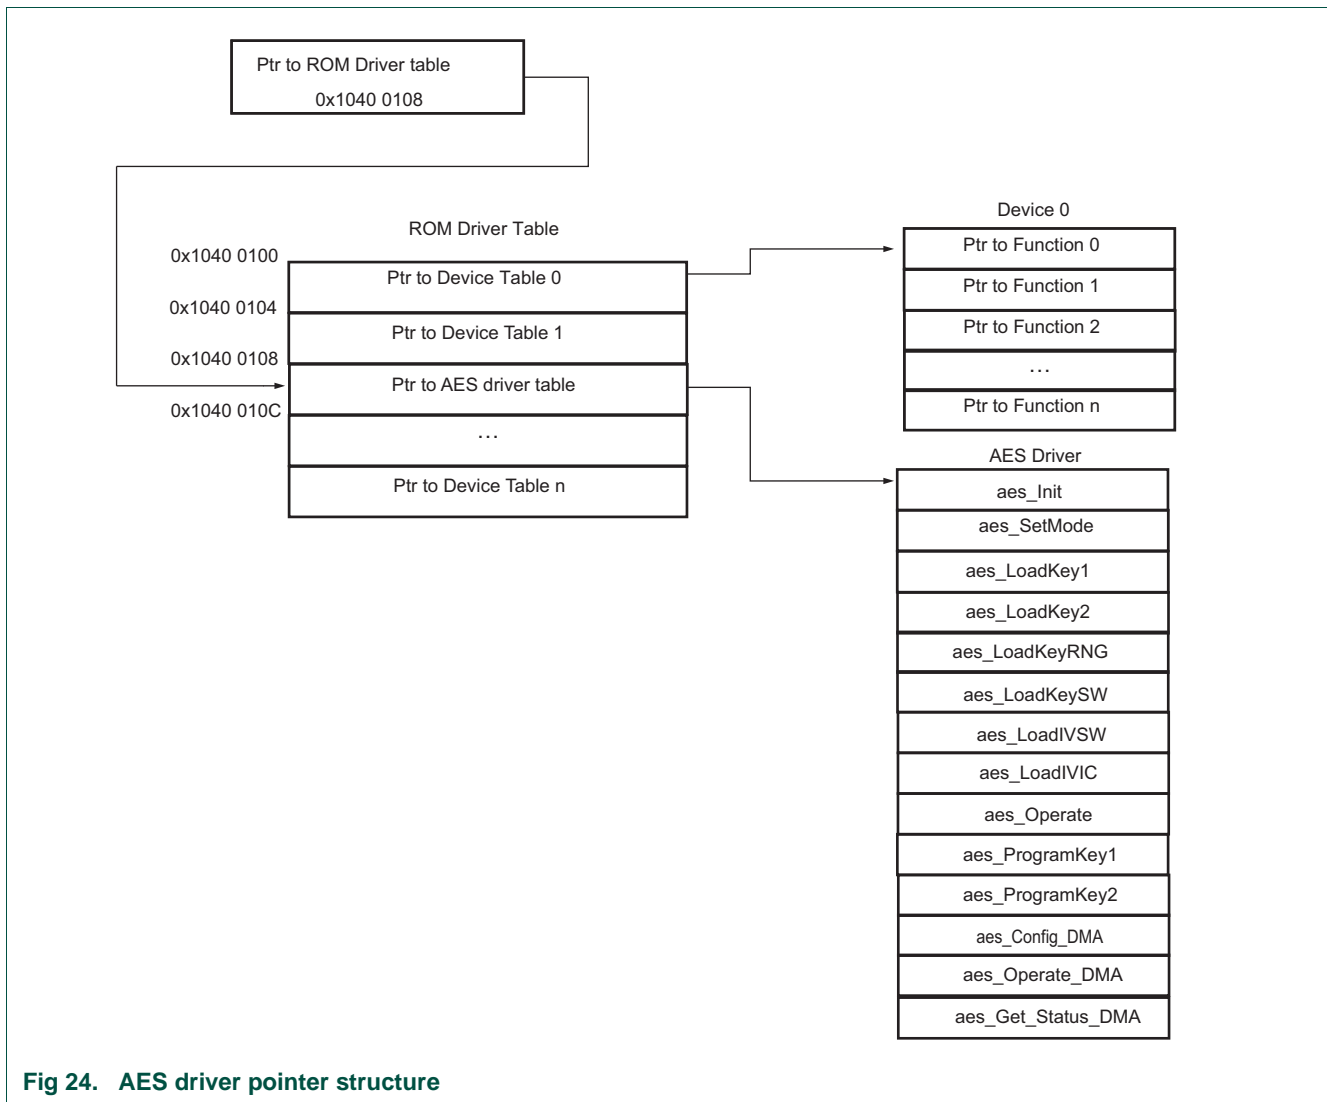 Ptr to ROM Driver table
0x1040 0108
ROM Driver Table
0x1040 0100
Ptr to Device Table 0
0x1040 0104
Ptr to Device Table 1
0x1040 0108
Ptr to AES driver table
0x1040 010C
...
Ptr to Device Table n
Device 0
Ptr to Function 0
Ptr to Function 1
Ptr to Function 2
...
Ptr to Function n
AES Driver
aes_Init
aes_SetMode
aes_LoadKey1
aes_LoadKey2
aes_LoadKeyRNG
aes_LoadKeySW
aes_LoadIVSW
aes_LoadIVIC
aes_Operate
aes_ProgramKey1
aes_ProgramKey2
aes_Config_DMA
aes_Operate_DMA
aes_Get_Status_DMA
Fig 24. AES driver pointer structure